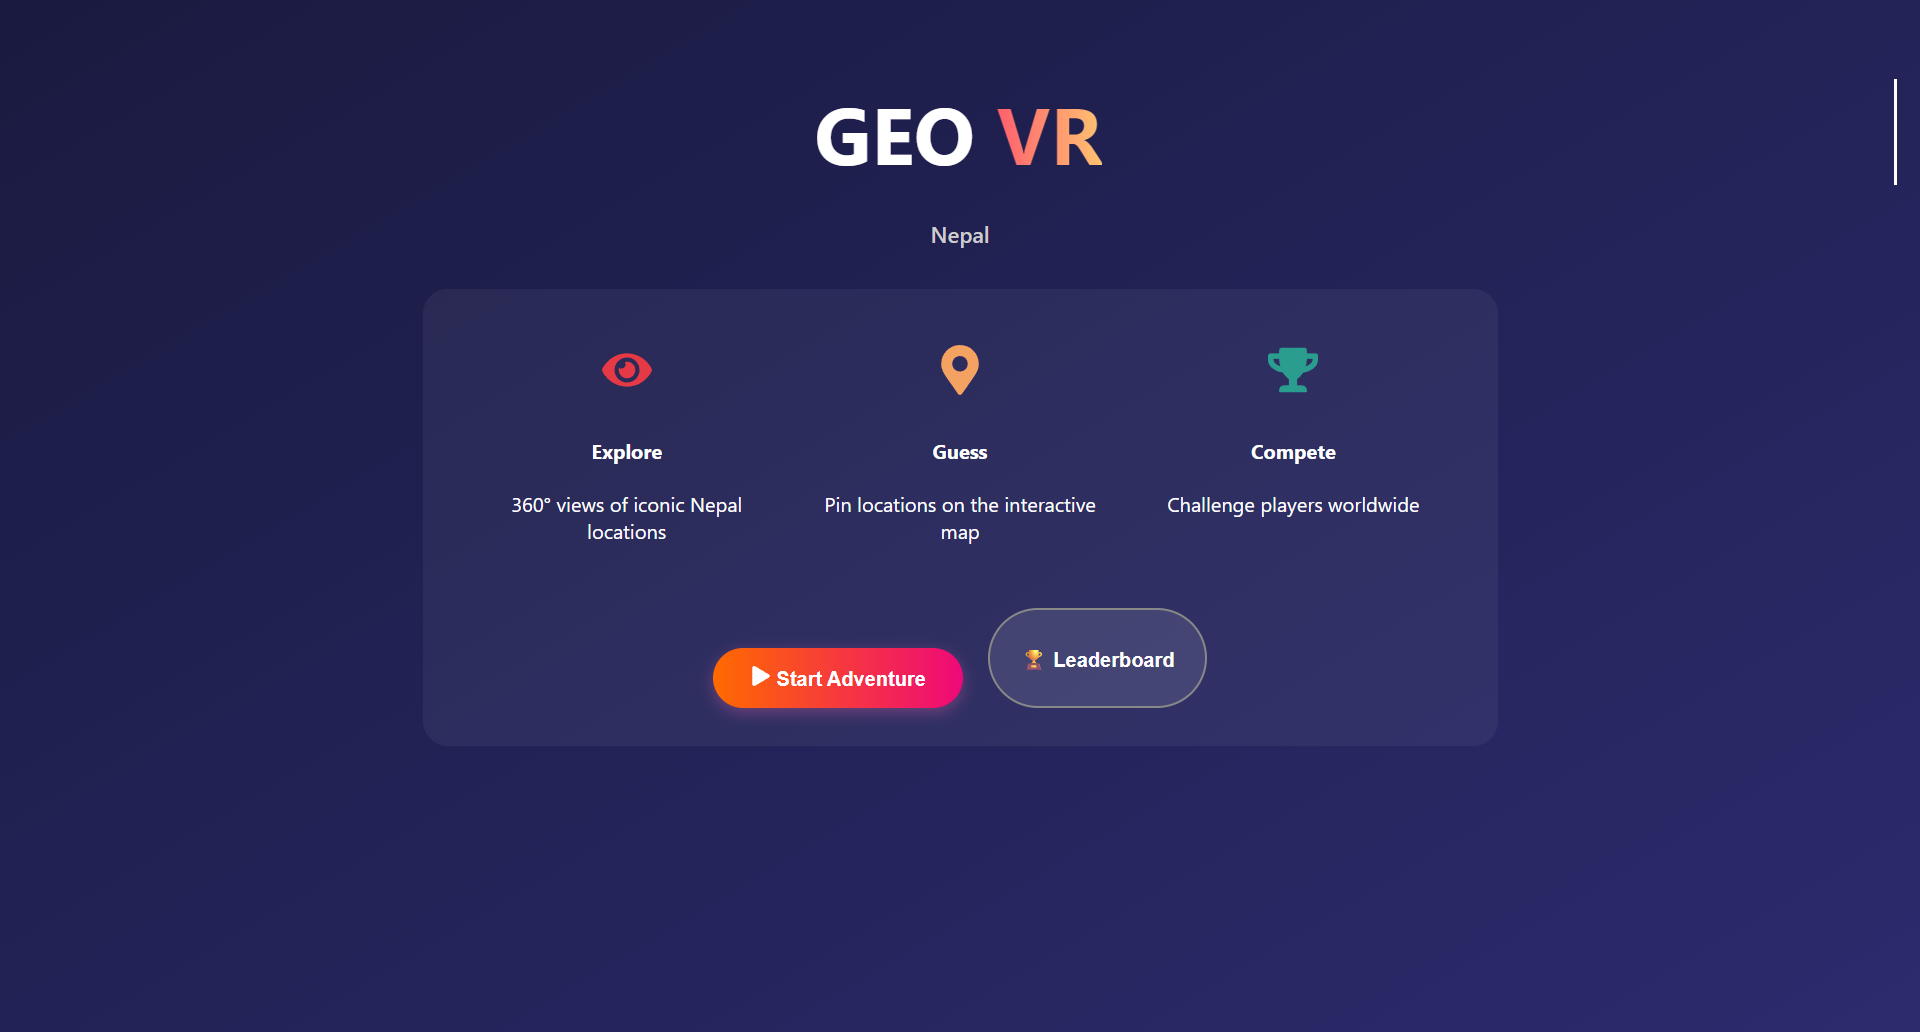 GEO VR
Nepal
Explore
360° views of iconic Nepal
locations
Guess
Pin locations on the interactive
map
Compete
Challenge players worldwide
Start Adventure
🏆 Leaderboard